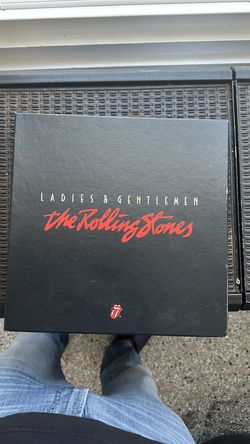 LADIES & GENTLEMEN
the Rolling Stones